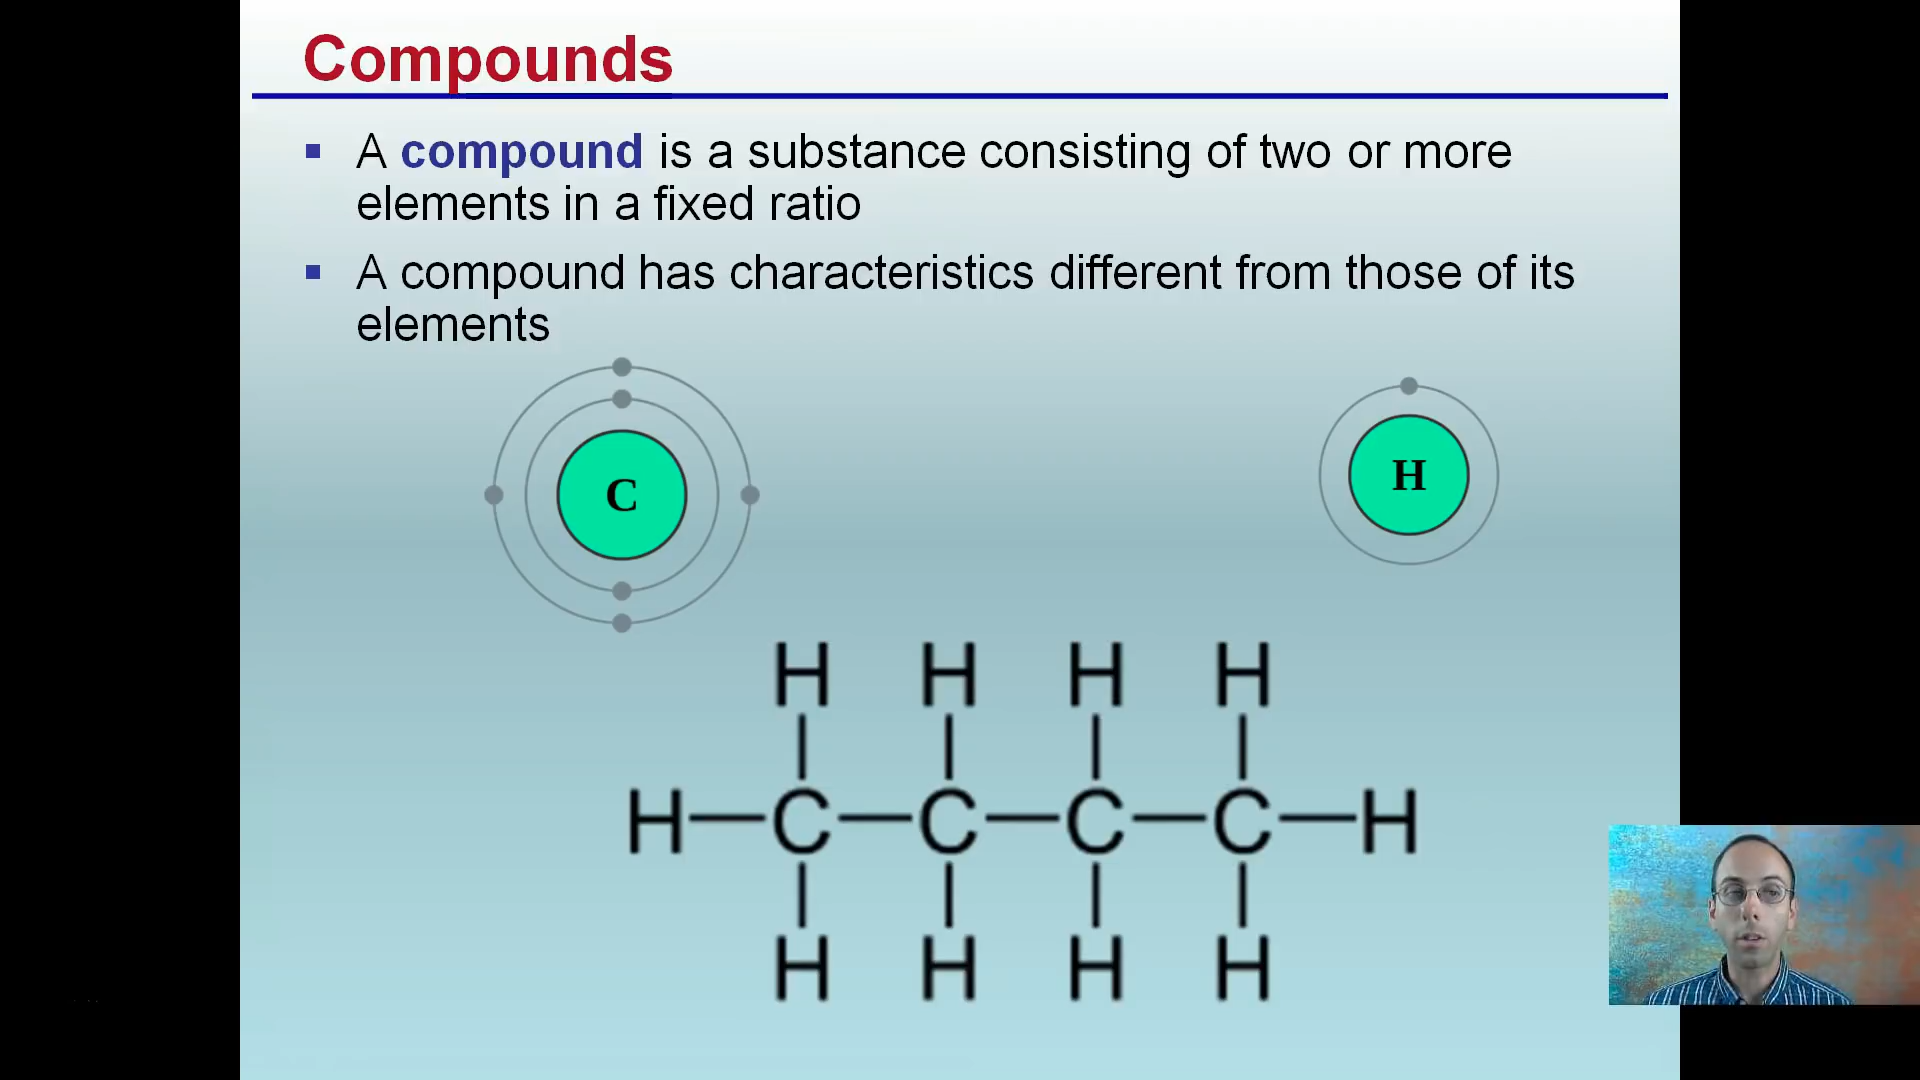 Compounds
A compound is a substance consisting of two or more
elements in a fixed ratio
A compound has characteristics different from those of its
elements
C
H
H H H H
H C C C C H
H H H H